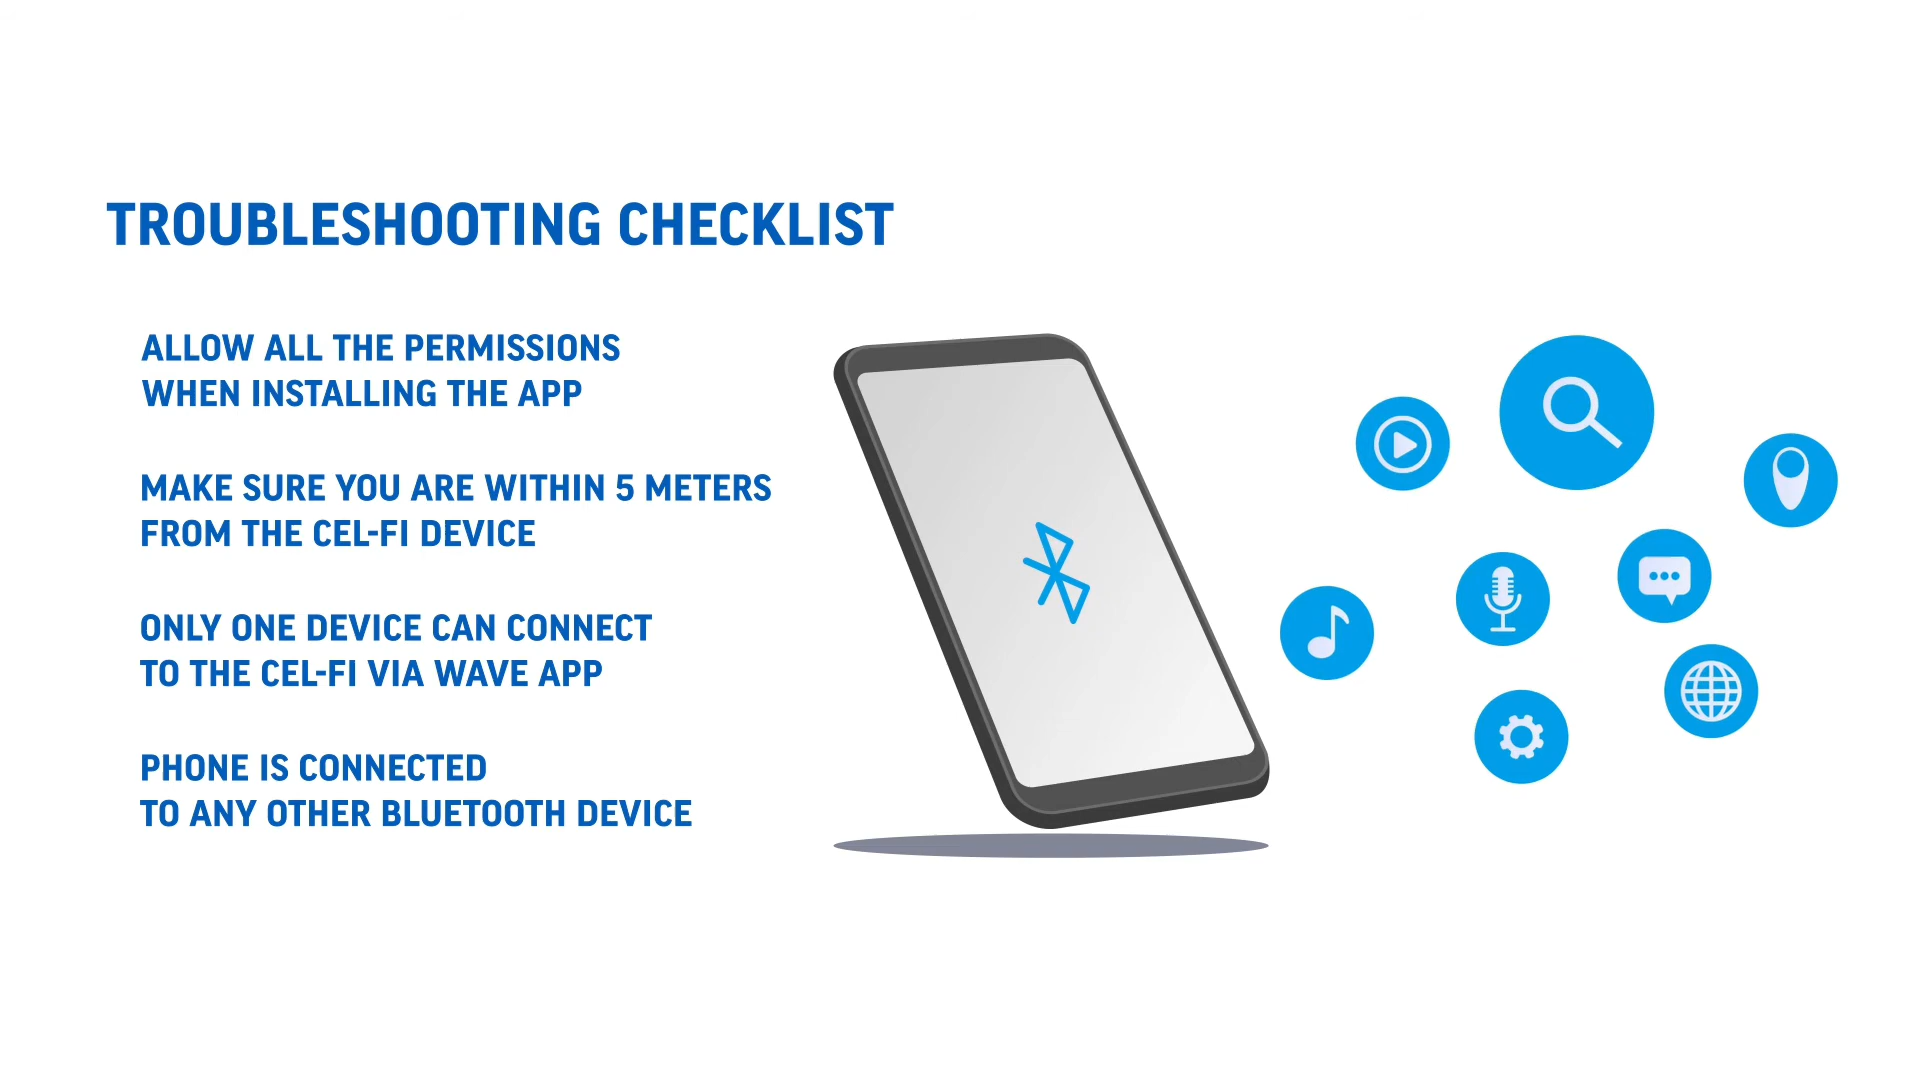 TROUBLESHOOTING CHECKLIST
ALLOW ALL THE PERMISSIONS
WHEN INSTALLING THE APP
MAKE SURE YOU ARE WITHIN 5 METERS
FROM THE CEL-FI DEVICE
ONLY ONE DEVICE CAN CONNECT
TO THE CEL-FI VIA WAVE APP
PHONE IS CONNECTED
TO ANY OTHER BLUETOOTH DEVICE